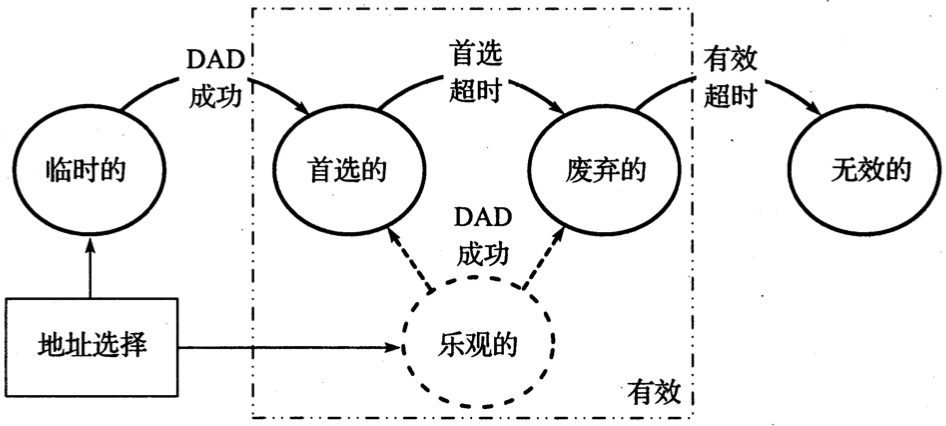 DAD
成功
首选
超时
有效
超时
临时的
首选的
废弃的
无效的
DAD
成功
地址选择
乐观的
有效